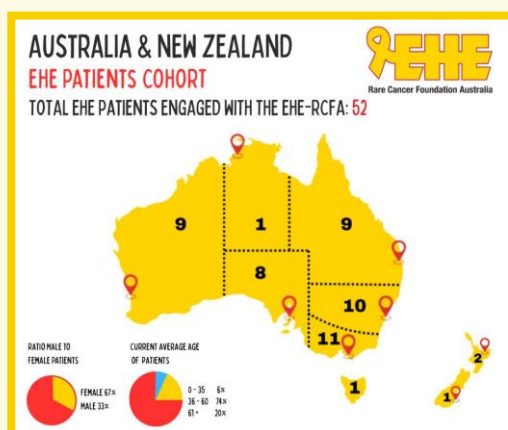 AUSTRALIA & NEW ZEALAND
EHE PATIENTS COHORT
TOTAL EHE PATIENTS ENGAGED WITH THE EHE-RCFA: 52
EHE
Rare Cancer Foundation Australia
9
1
9
8
10
11
1
2
1
RATIO MALE TO
FEMALE PATIENTS
FEMALE 67%
MALE 33%
CURRENT AVERAGE AGE
OF PATIENTS
0 - 35 6%
36 - 60 74%
61 + 20%